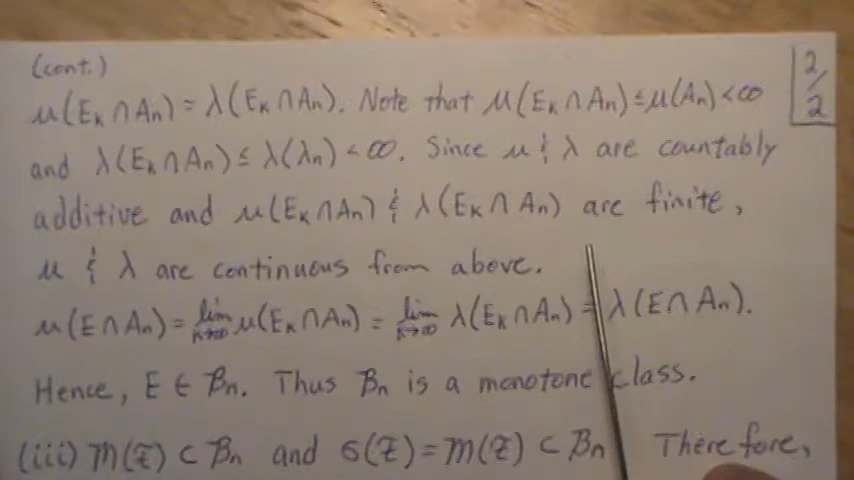 (cont.)
2/2
μ(E_K ∩ A_n) = λ(E_K ∩ A_n). Note that μ(E_K ∩ A_n) ≤ μ(A_n) < ∞
and λ(E_K ∩ A_n) ≤ λ(λ_n) < ∞. Since μ & λ are countably
additive and μ(E_K ∩ A_n) & λ(E_K ∩ A_n) are finite,
μ & λ are continuous from above.
μ(E ∩ A_n) = lim_{K→∞} μ(E_K ∩ A_n) = lim_{K→∞} λ(E_K ∩ A_n) = λ(E ∩ A_n).
Hence, E ∈ ℬ_n. Thus ℬ_n is a monotone class.
(iii) m(ℱ) ⊂ ℬ_n and σ(ℱ) = m(ℱ) ⊂ ℬ_n Therefore,